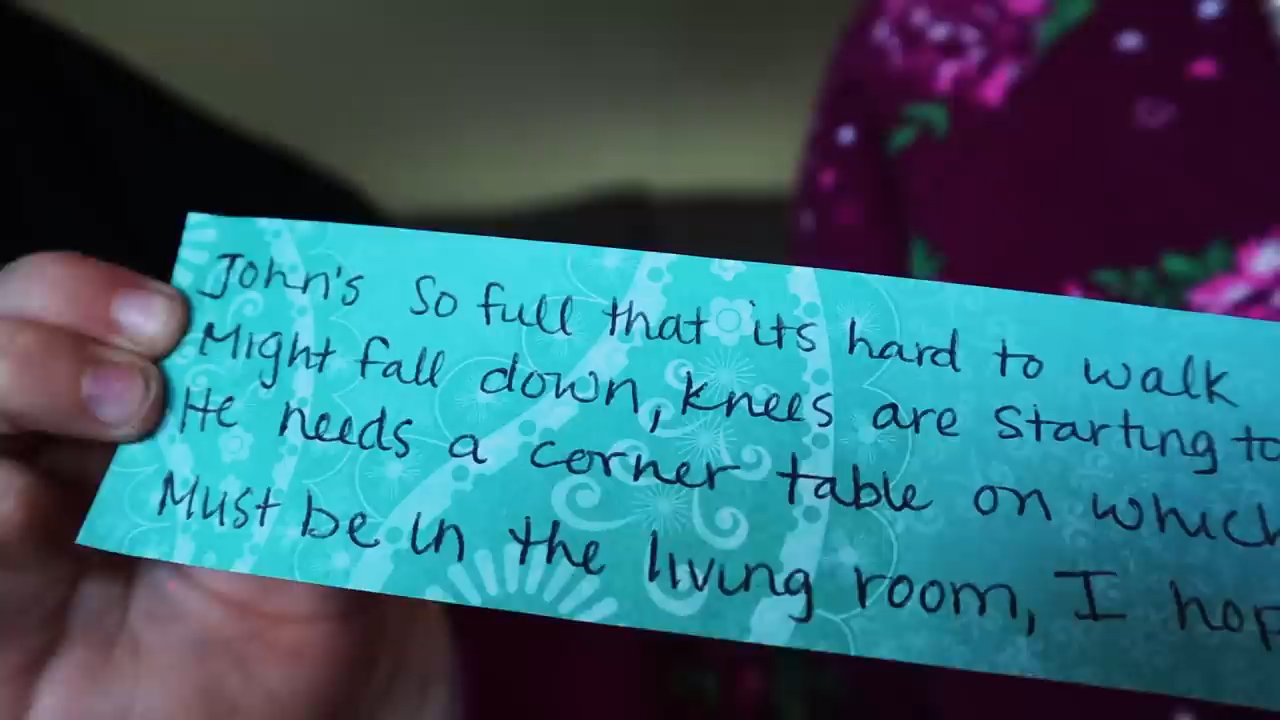 John's so full that its hard to walk
Might fall down, knees are starting to
He needs a corner table on which
Must be in the living room, I hop